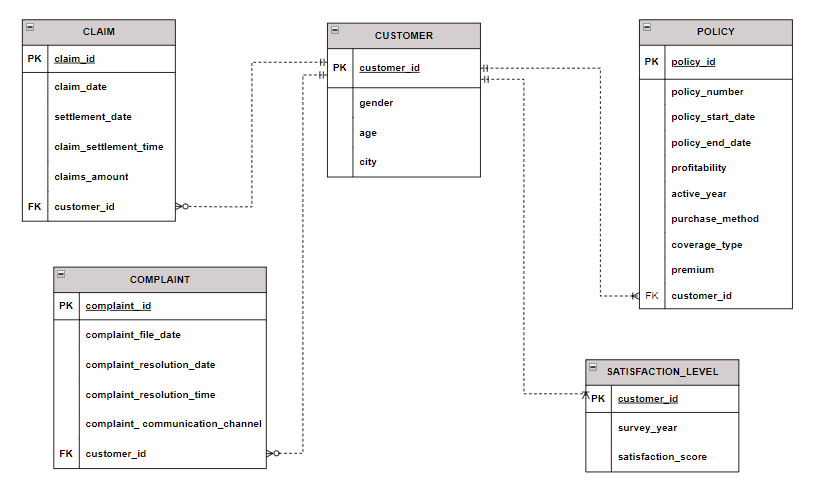 CLAIM
PK claim_id
claim_date
settlement_date
claim_settlement_time
claims_amount
FK customer_id
CUSTOMER
PK customer_id
gender
age
city
POLICY
PK policy_id
policy_number
policy_start_date
policy_end_date
profitability
active_year
purchase_method
coverage_type
premium
FK customer_id
COMPLAINT
PK complaint_ id
complaint_file_date
complaint_resolution_date
complaint_resolution_time
complaint_ communication_channel
FK customer_id
SATISFACTION_LEVEL
PK customer_id
survey_year
satisfaction_score